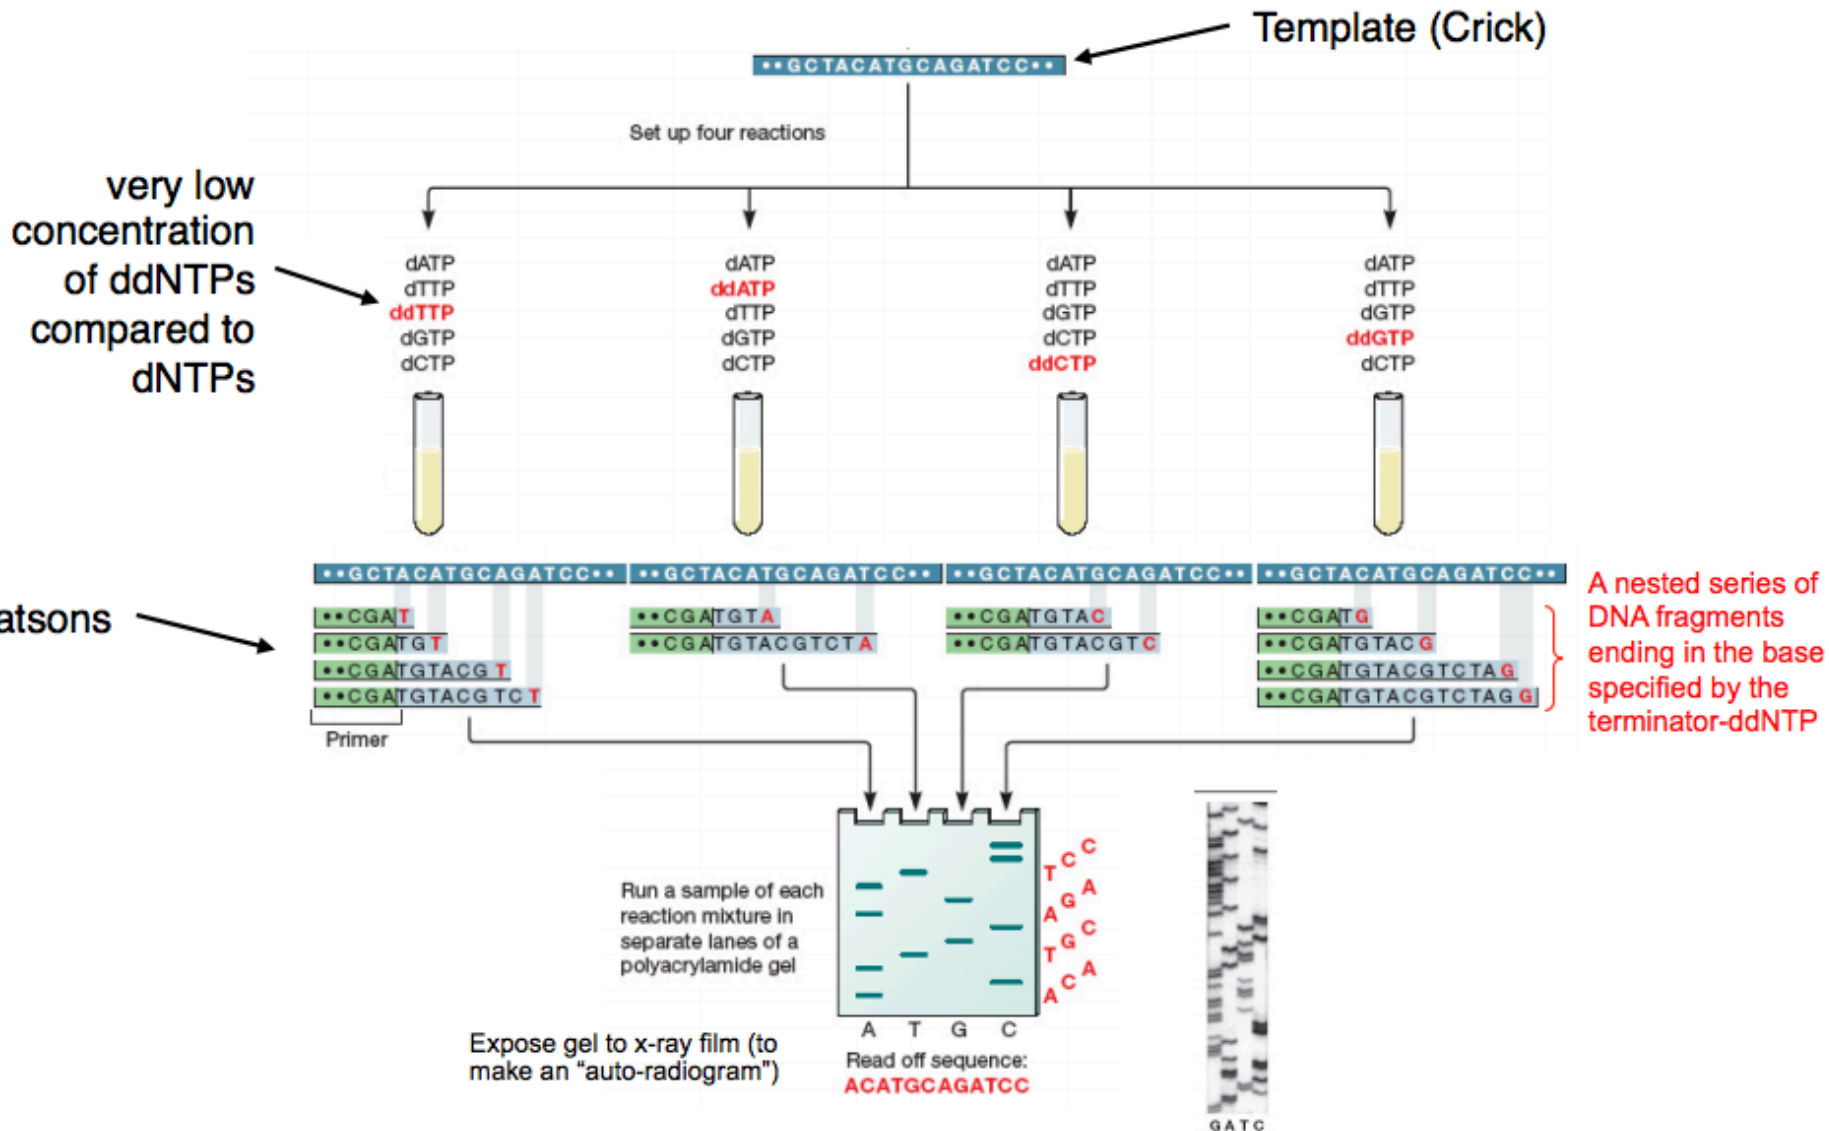 Template (Crick)
••GCTACATGCAGATCC••
Set up four reactions
very low
concentration
of ddNTPs
compared to
dNTPs
dATP
dTTP
ddTTP
dGTP
dCTP
dATP
ddATP
dTTP
dGTP
dCTP
dATP
dTTP
dGTP
dCTP
ddCTP
dATP
dTTP
dGTP
ddGTP
dCTP
••GCTACATGCAGATCC••
••GCTACATGCAGATCC••
••GCTACATGCAGATCC••
••GCTACATGCAGATCC••
atsons
••CGAT
••CGATGT
••CGATGTACGT
••CGATGTACGTCT
Primer
••CGATGTA
••CGATGTACGTCTA
••CGATGTAC
••CGATGTACGTC
••CGATG
••CGATGTACG
••CGATGTACGTCTAG
••CGATGTACGTCTAGG
A nested series of
DNA fragments
ending in the base
specified by the
terminator-ddNTP
Run a sample of each
reaction mixture in
separate lanes of a
polyacrylamide gel
C
C
T
A
G
A
C
G
T
A
C
A
A T G C
Read off sequence:
ACATGCAGATCC
Expose gel to x-ray film (to
make an “auto-radiogram")
G A T C